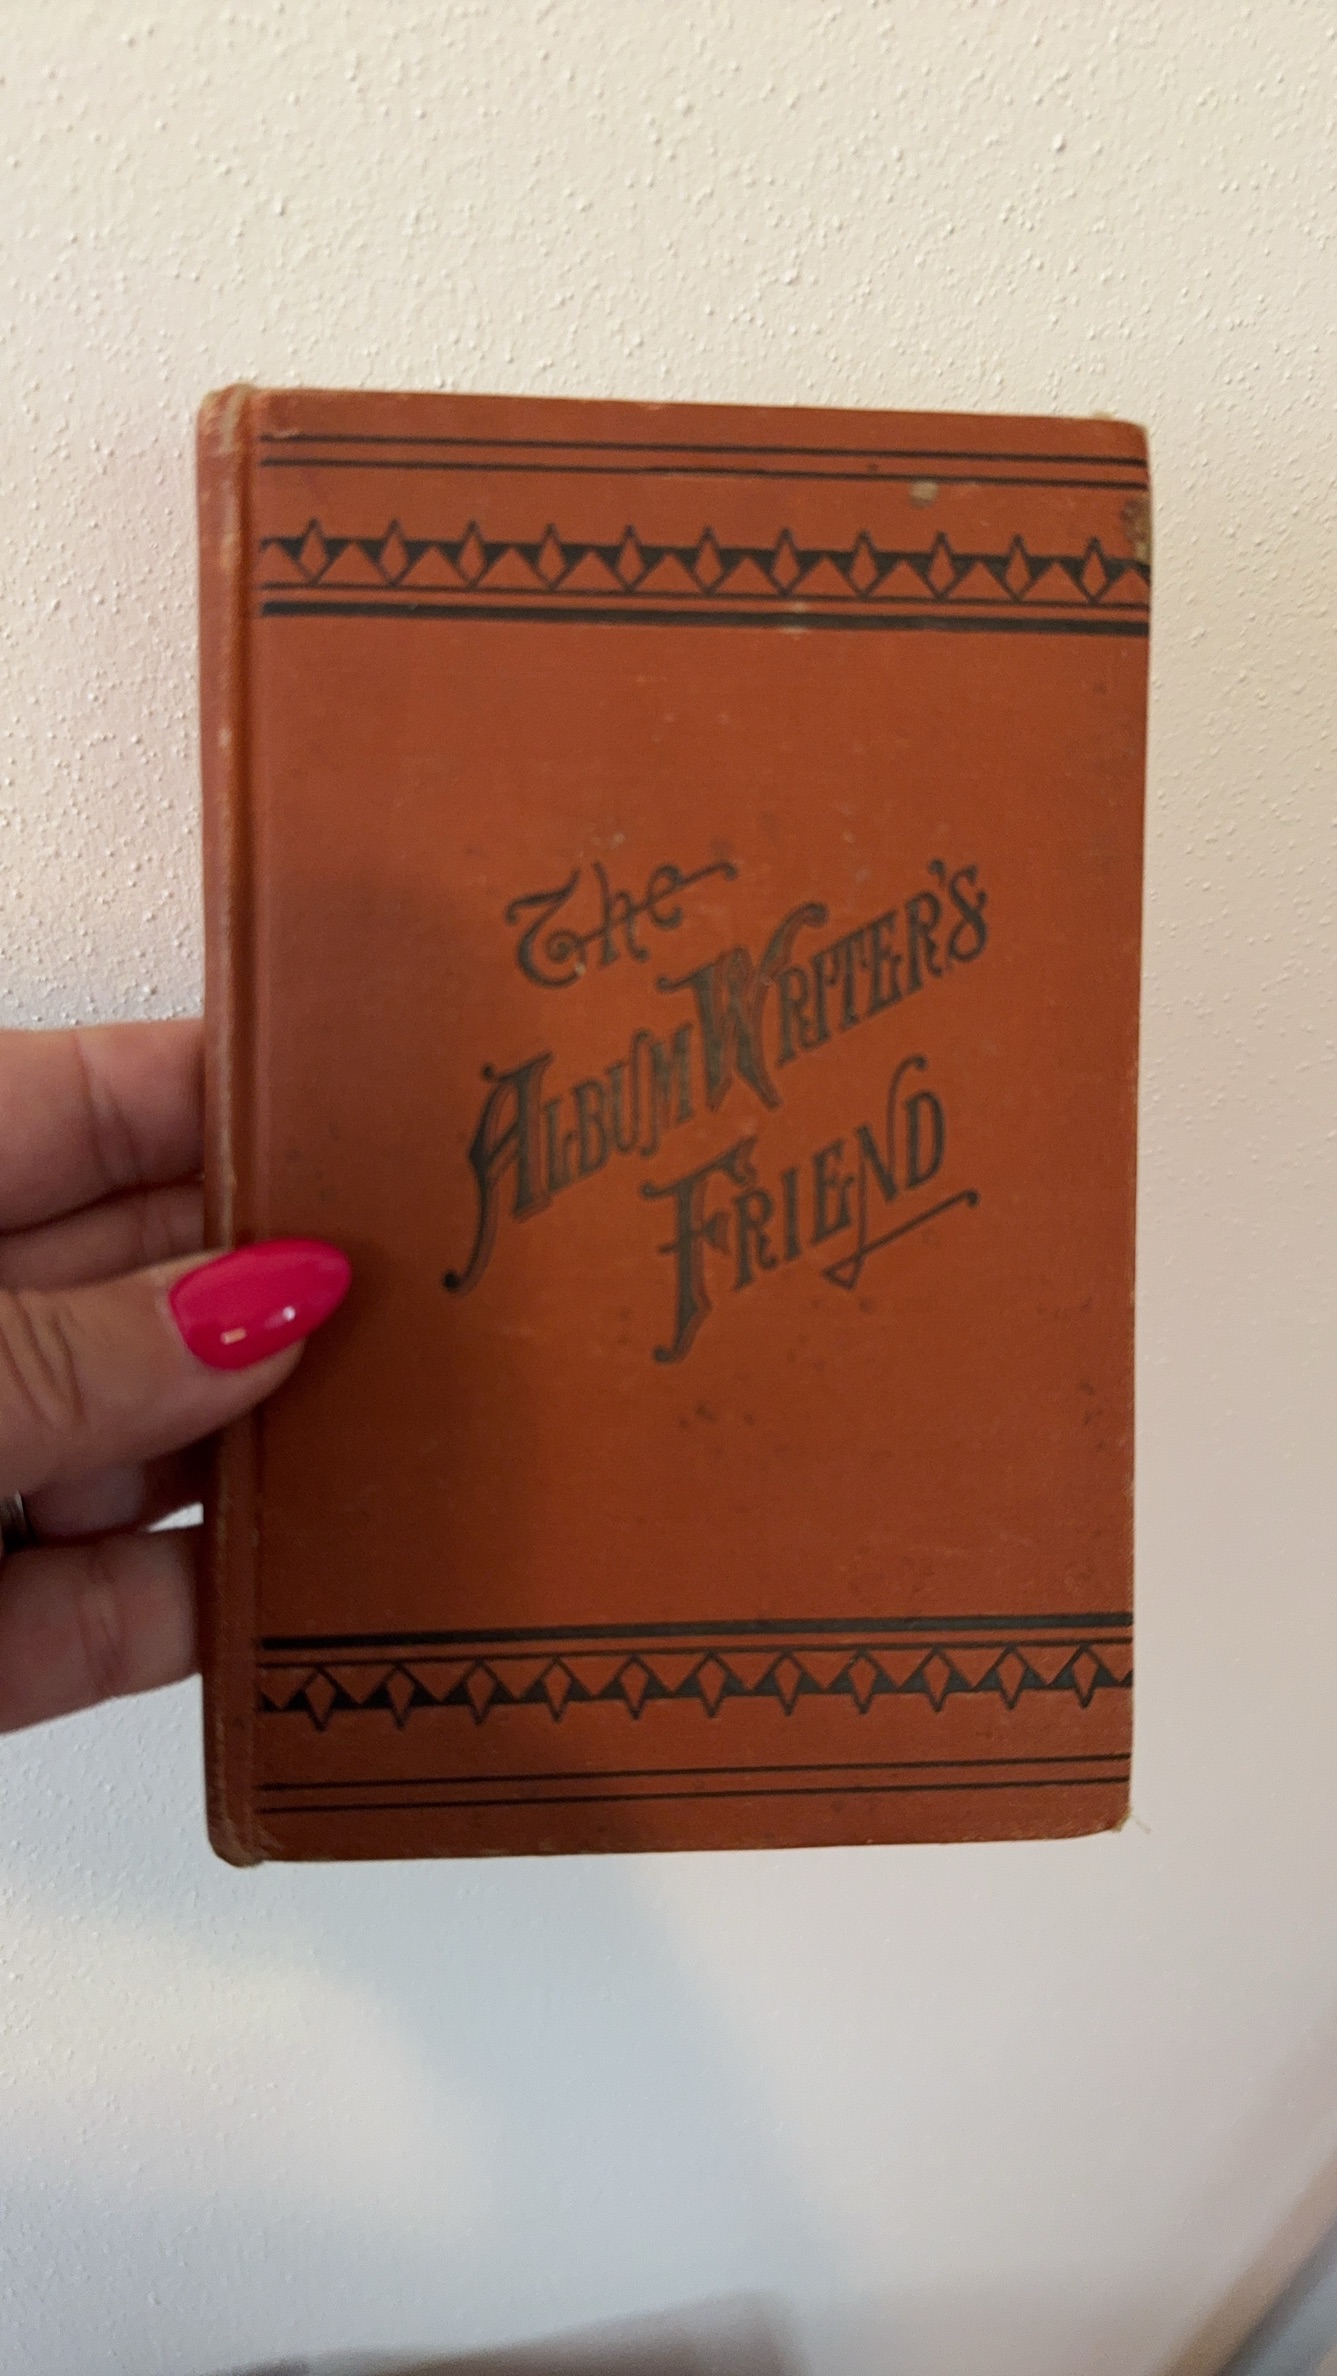 The
Album Writer's
Friend